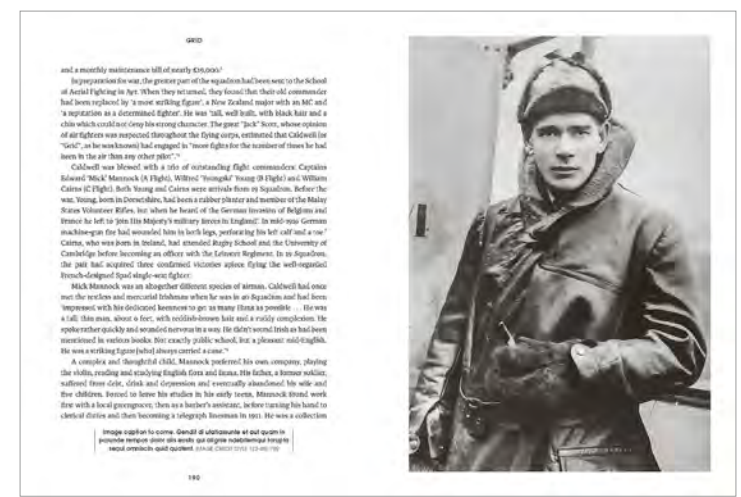 GRID
and a monthly maintenance bill of nearly £35,000.
In preparation for war, the greater part of the squadron had been sent to the School
of Aerial Fighting in Ayr. When they returned, they found that their old commander
had been replaced by 'a most striking figure', a New Zealand major with an MC and
'a reputation as a determined fighter'. He was 'tall, well built, with black hair and a
chin which could not deny his strong character. The great "Jack" Scott, whose opinion
of air fighters was respected throughout the flying corps, estimated that Caldwell (or
"Grid", as he was known) had engaged in "more fights for the number of times he had
been in the air than any other pilot".'
Caldwell was blessed with a trio of outstanding flight commanders: Captains
Edward 'Mick' Mannock (A Flight), Wilfred 'Youngski' Young (B Flight) and William
Cairns (C Flight). Both Young and Cairns were arrivals from 19 Squadron. Before the
war, Young, born in Dorsetshire, had been a rubber planter and member of the Malay
States Volunteer Rifles, but when he heard of the German invasion of Belgium and
France he left to 'join His Majesty's military forces in England'. In mid-1916 German
machine-gun fire had wounded him in both legs, perforating his left calf and a toe.
Cairns, who was born in Ireland, had attended Rugby School and the University of
Cambridge before becoming an officer with the Leinster Regiment. In 19 Squadron,
the pair had acquired three confirmed victories apiece flying the well-regarded
French-designed Spad single-seat fighter.
Mick Mannock was an altogether different species of airman. Caldwell had once
met the restless and mercurial Irishman when he was in 40 Squadron and had been
'impressed with his dedicated keenness to get as many Huns as possible . . . He was
a tall, thin man, about 6 feet, with reddish-brown hair and a ruddy complexion. He
spoke rather quickly and sounded nervous in a way. He didn't sound Irish as had been
mentioned in various books. Not exactly public school, but a pleasant mid-English.
He was a striking figure [who] always carried a cane.'
A complex and thoughtful child, Mannock preferred his own company, playing
the violin, reading and studying English flora and fauna. His father, a former soldier,
suffered from debt, drink and depression and eventually abandoned his wife and
five children. Forced to leave his studies in his early teens, Mannock found work
first with a local greengrocer, then as a barber's assistant, before turning his hand to
clerical duties and then becoming a telegraph linesman in 1911. He was a collection
Image caption to come. Gendit di utatiaiunte et aut quam in
porunde rempos dolor alis eosto qui
sequi omniscin quid quatent.
190